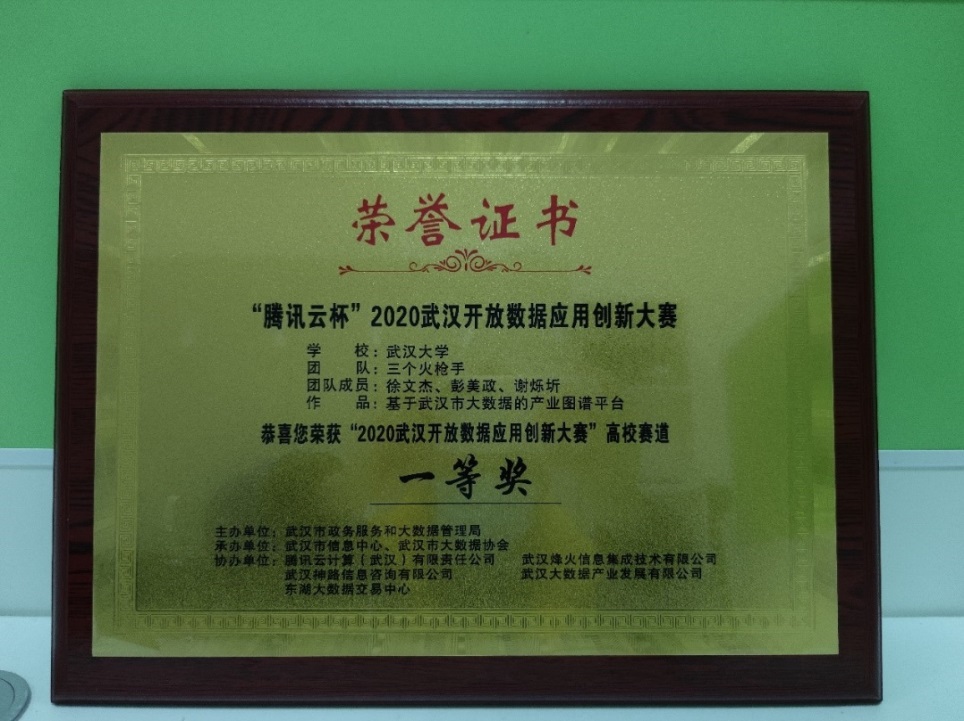 荣誉证书
“腾讯云杯”2020武汉开放数据应用创新大赛
学　　校：武汉大学
团　　队：三个火枪手
团队成员：徐文杰、彭美政、谢烁圻
作　　品：基于武汉市大数据的产业图谱平台
恭喜您荣获“2020武汉开放数据应用创新大赛”高校赛道
一等奖
主办单位：武汉市政务服务和大数据管理局
承办单位：武汉市信息中心、武汉市大数据协会
协办单位：腾讯云计算（武汉）有限责任公司　武汉烽火信息集成技术有限公司
武汉神路信息咨询有限公司　武汉大数据产业发展有限公司
东湖大数据交易中心